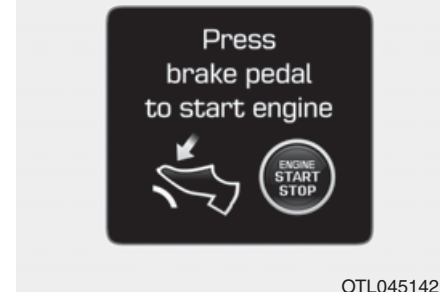 Press
brake pedal
to start engine
ENGINE
START
STOP
OTL045142